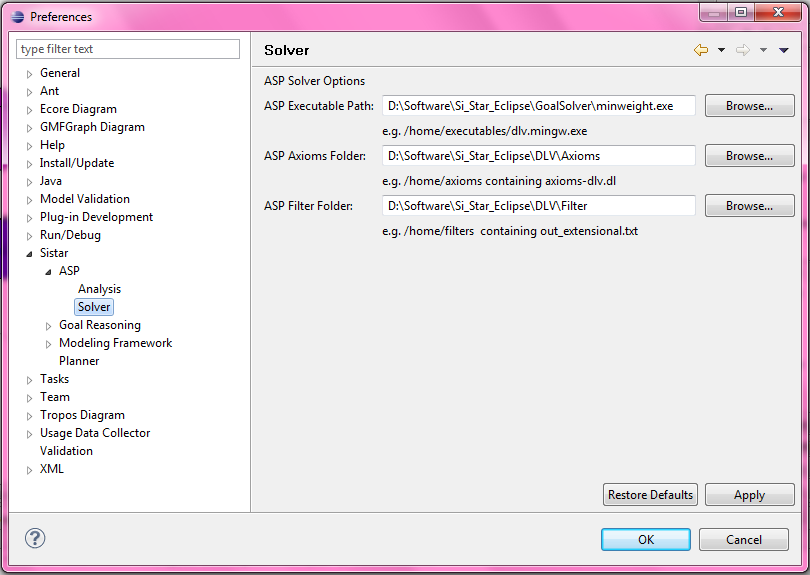 Preferences
type filter text
General
Ant
Ecore Diagram
GMFGraph Diagram
Help
Install/Update
Java
Model Validation
Plug-in Development
Run/Debug
Sistar
ASP
Analysis
Solver
Goal Reasoning
Modeling Framework
Planner
Tasks
Team
Tropos Diagram
Usage Data Collector
Validation
XML
Solver
ASP Solver Options
ASP Executable Path: D:\Software\Si_Star_Eclipse\GoalSolver\minweight.exe Browse...
e.g. /home/executables/dlv.mingw.exe
ASP Axioms Folder: D:\Software\Si_Star_Eclipse\DLV\Axioms Browse...
e.g. /home/axioms containing axioms-dlv.dl
ASP Filter Folder: D:\Software\Si_Star_Eclipse\DLV\Filter Browse...
e.g. /home/filters  containing out_extensional.txt
Restore Defaults Apply
? OK Cancel